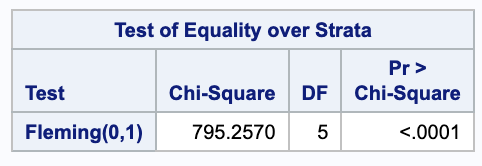 Test of Equality over Strata
Test Chi-Square DF Pr >
Chi-Square
Fleming(0,1) 795.2570 5 <.0001